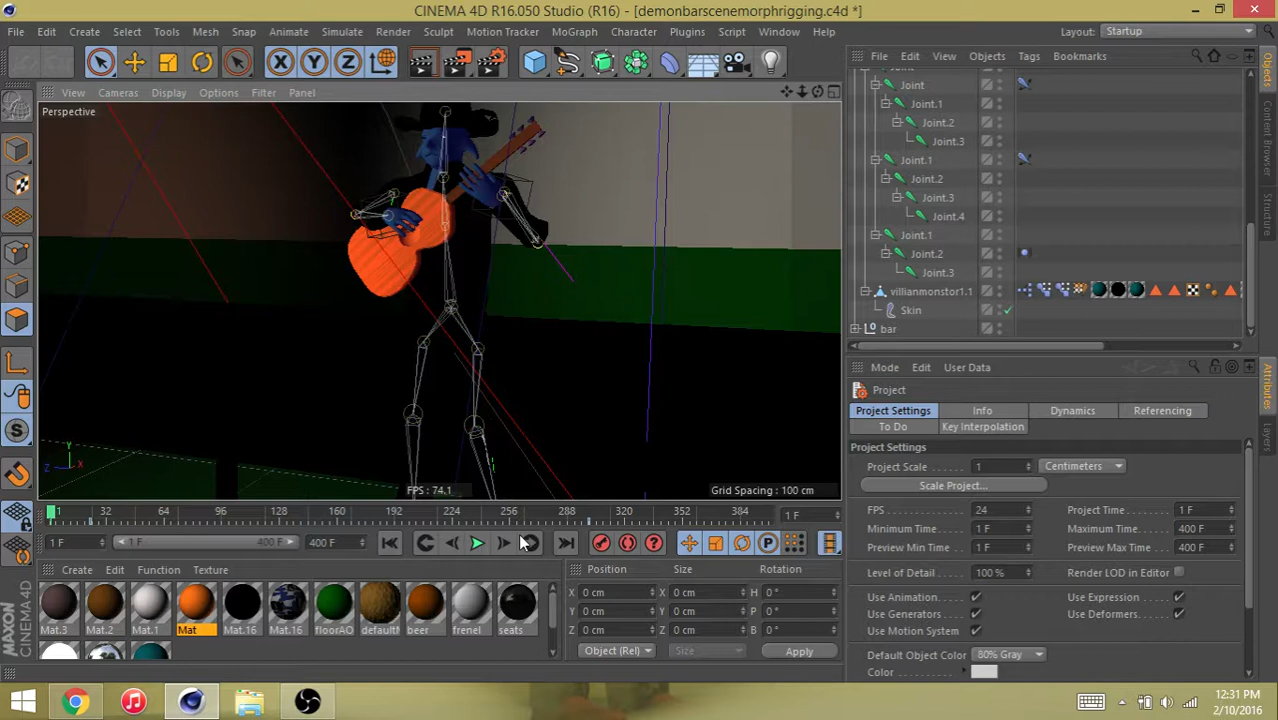 CINEMA 4D R16.050 Studio (R16) - [demonbarscenemorphrigging.c4d *]
File Edit Create Select Tools Mesh Snap Animate Simulate Render Sculpt Motion Tracker MoGraph Character Plugins Script Window Help
Layout: Startup
X Y Z
File Edit View Objects Tags Bookmarks
View Cameras Display Options Filter Panel
Perspective
Joint
Joint.1
Joint.2
Joint.3
Joint.1
Joint.2
Joint.3
Joint.4
Joint.1
Joint.2
Joint.3
villianmonstor1.1
Skin
bar
Objects
Content Browser
Structure
Attributes
Layers
Mode Edit User Data
Project
Project Settings Info Dynamics Referencing
To Do Key Interpolation
Project Settings
Project Scale 1 Centimeters
Scale Project...
FPS 24 Project Time 1 F
Minimum Time 1 F Maximum Time 400 F
Preview Min Time 1 F Preview Max Time 400 F
Level of Detail 100 % Render LOD in Editor
Use Animation Use Expression
Use Generators Use Deformers
Use Motion System
Default Object Color 80% Gray
Color
Y
Z X
FPS : 74.1
Grid Spacing : 100 cm
1 32 64 96 128 160 192 224 256 288 320 352 384 1 F
1 F 1 F 400 F 400 F
P
Create Edit Function Texture
Mat.3 Mat.2 Mat.1 Mat Mat.16 Mat.16 floorAO default beer frenel seats
Position Size Rotation
X 0 cm X 0 cm H 0 °
Y 0 cm Y 0 cm P 0 °
Z 0 cm Z 0 cm B 0 °
Object (Rel) Size Apply
MAXON
CINEMA 4D
12:31 PM
2/10/2016